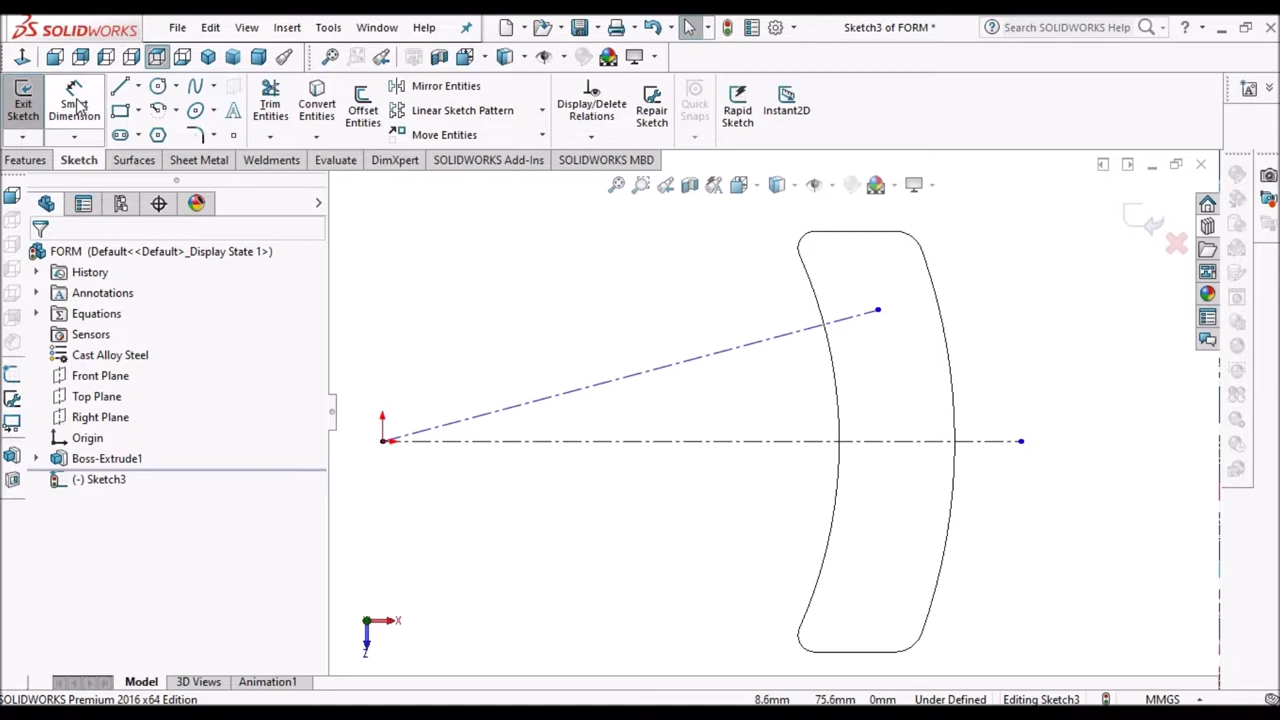 SOLIDWORKS File Edit View Insert Tools Window Help Sketch3 of FORM * Search SOLIDWORKS Help ?
Exit Sketch
Smart Dimension
Trim Entities
Convert Entities
Offset Entities
Mirror Entities
Linear Sketch Pattern
Move Entities
Display/Delete Relations
Repair Sketch
Quick Snaps
Rapid Sketch
Instant2D
Features Sketch Surfaces Sheet Metal Weldments Evaluate DimXpert SOLIDWORKS Add-Ins SOLIDWORKS MBD
FORM (Default<<Default>_Display State 1>)
History
Annotations
Equations
Sensors
Cast Alloy Steel
Front Plane
Top Plane
Right Plane
Origin
Boss-Extrude1
(-) Sketch3
X
Z
Model 3D Views Animation1
SOLIDWORKS Premium 2016 x64 Edition 8.6mm 75.6mm 0mm Under Defined Editing Sketch3 MMGS